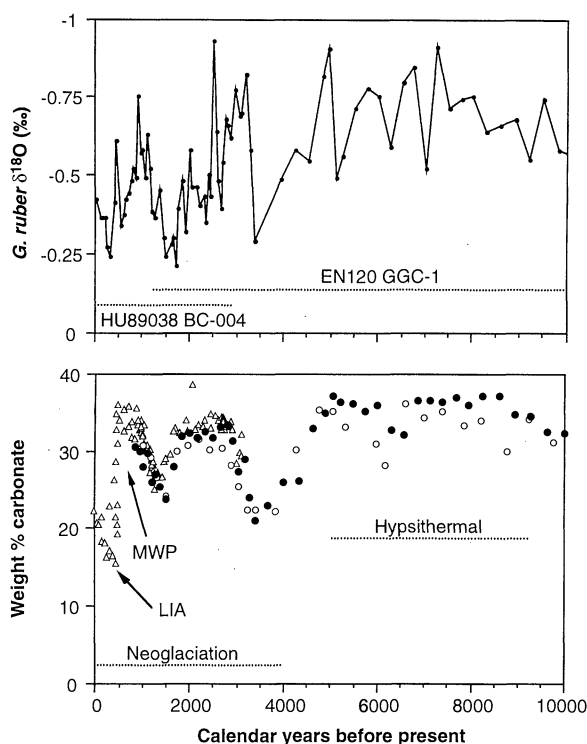 -1
-0.75
-0.5
-0.25
0
G. ruber δ18O (‰)
EN120 GGC-1
HU89038 BC-004
40
30
20
10
0
Weight % carbonate
Hypsithermal
MWP
LIA
Neoglaciation
0 2000 4000 6000 8000 10000
Calendar years before present